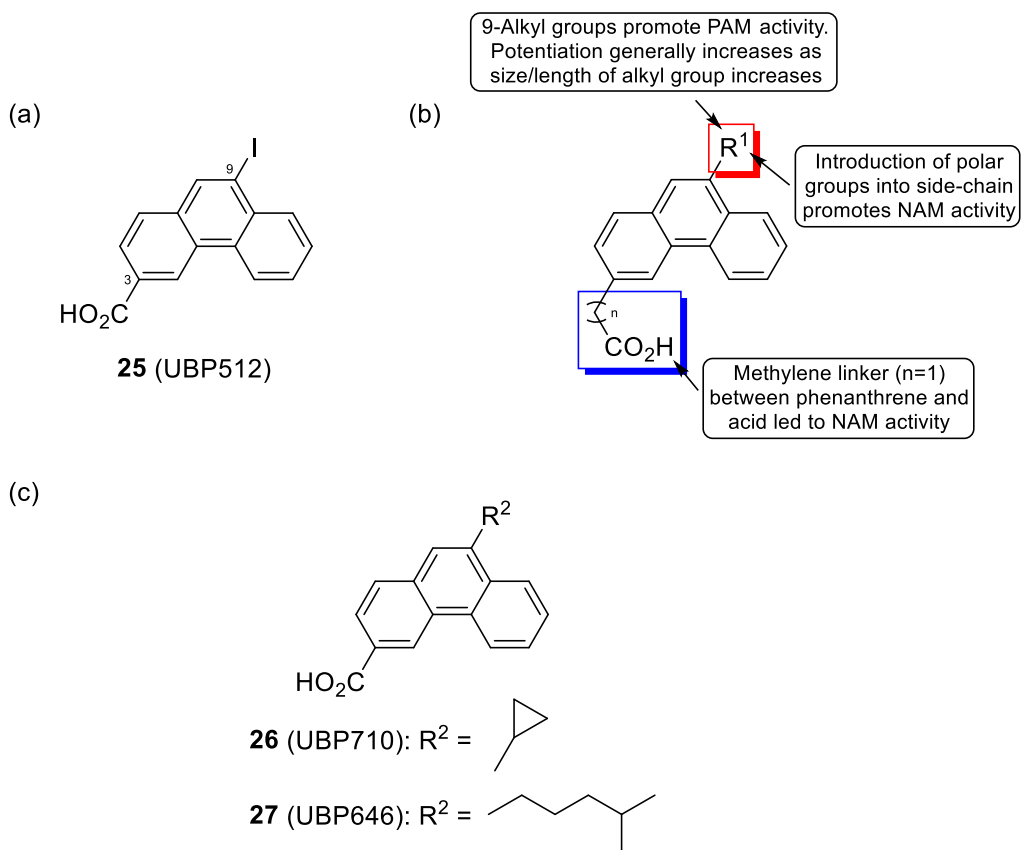 9-Alkyl groups promote PAM activity.
Potentiation generally increases as
size/length of alkyl group increases
(a)
(b)
I
9
R¹
Introduction of polar
groups into side-chain
promotes NAM activity
3
HO₂C
n
CO₂H
25 (UBP512)
Methylene linker (n=1)
between phenanthrene and
acid led to NAM activity
(c)
R²
HO₂C
26 (UBP710): R² =
27 (UBP646): R² =